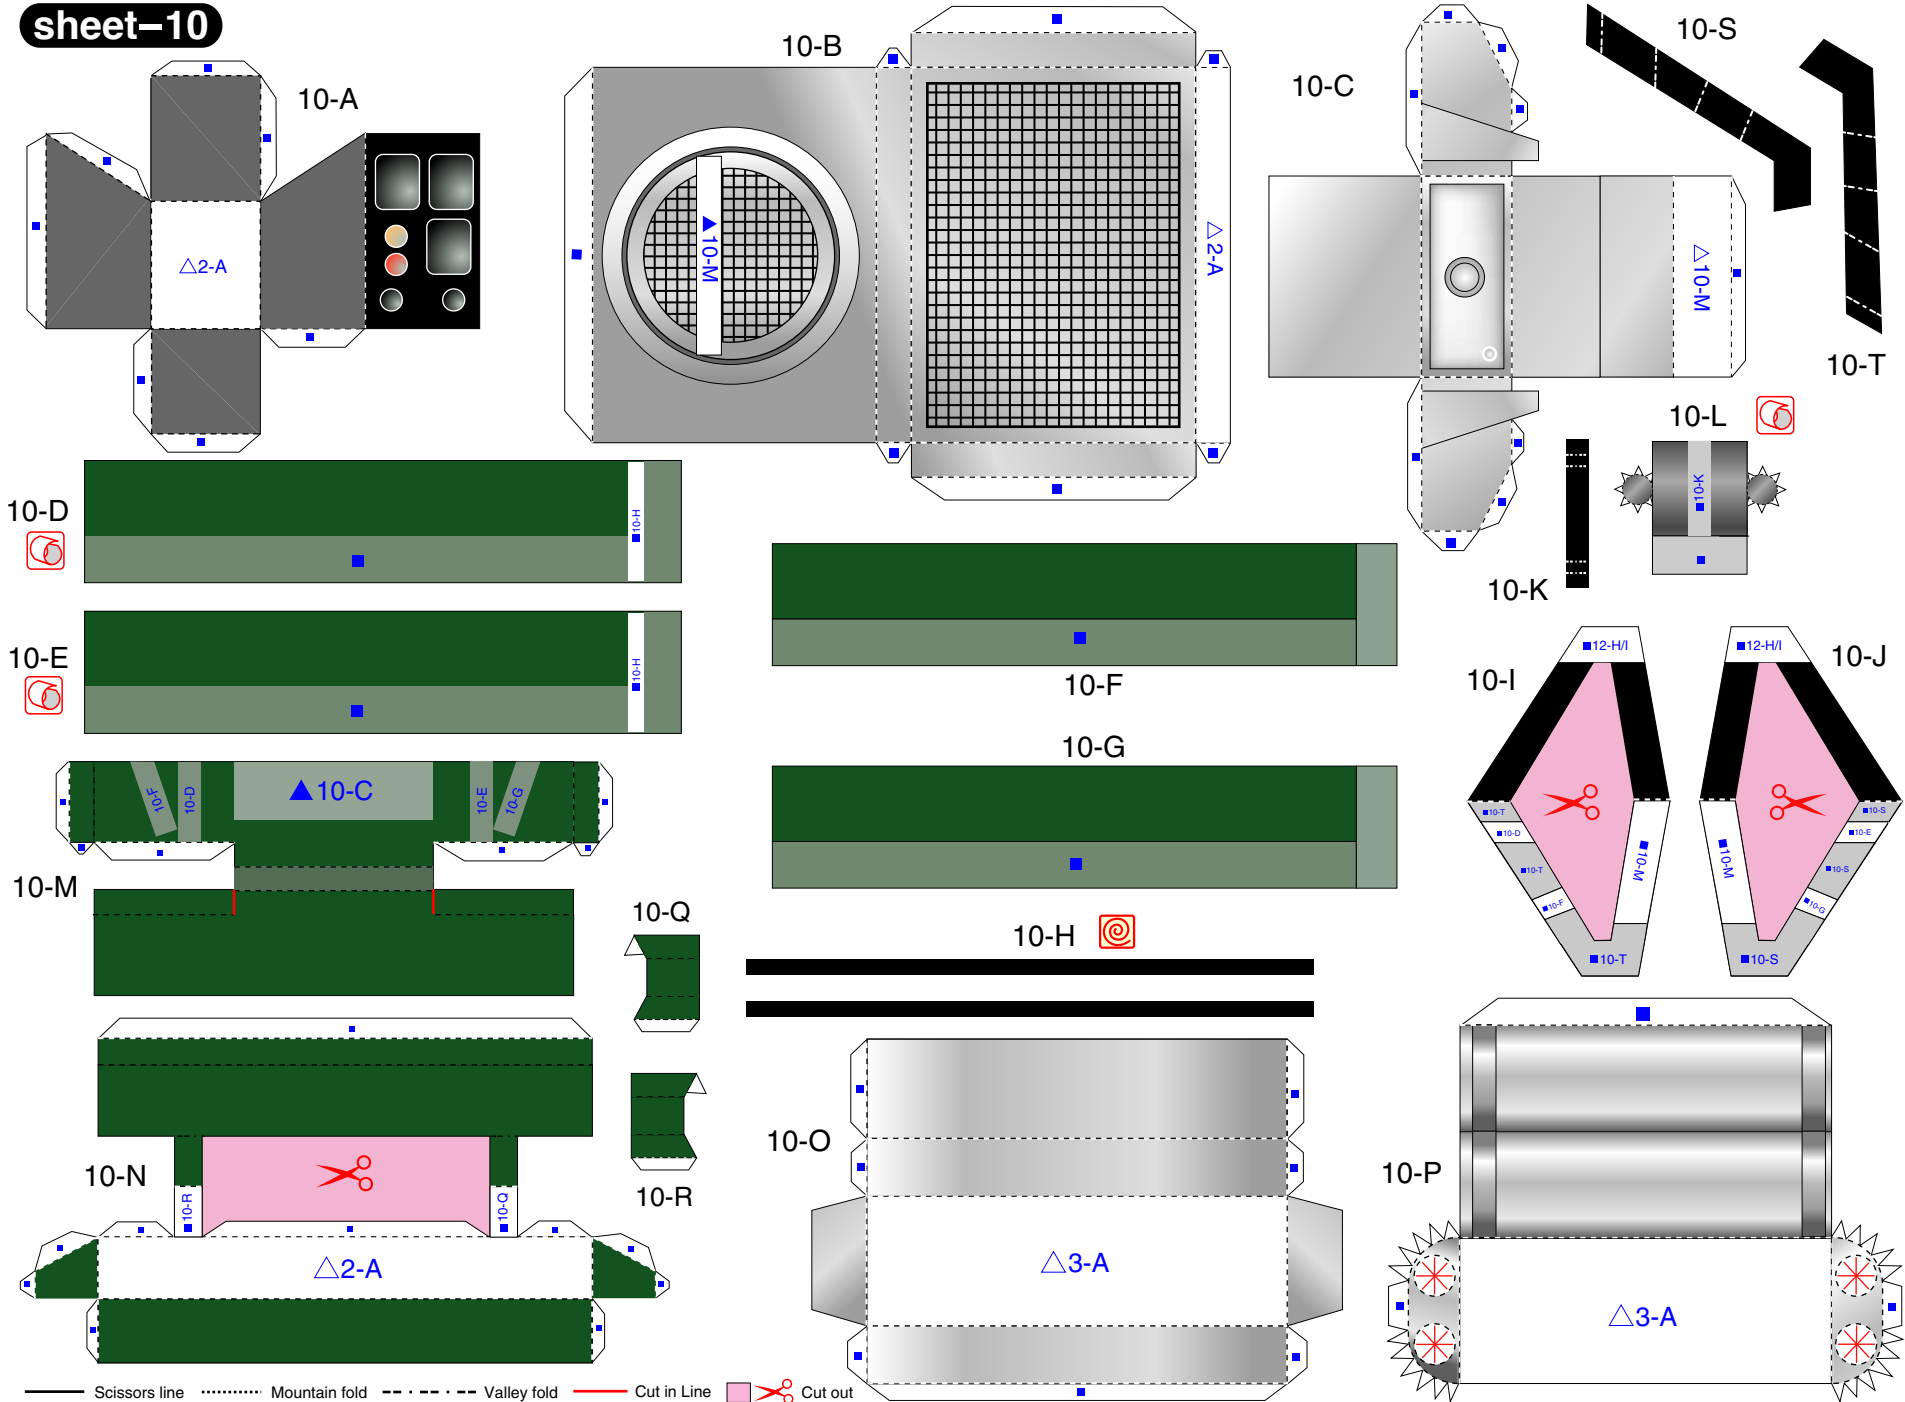 sheet–10
10-A
△2-A
10-B
▲10-M
△2-A
10-C
△10-M
10-S
10-T
10-L
■10-K
10-K
10-D
■10-H
10-E
■10-H
10-F
10-G
10-H
10-I
■12-H/I
■10-T
■10-D
■10-T
■10-F
■10-T
■10-M
10-J
■12-H/I
■10-S
■10-E
■10-S
■10-G
■10-S
■10-M
10-M
10-F
10-D
▲10-C
10-E
10-G
10-Q
10-R
10-N
■10-R
■10-Q
△2-A
10-O
△3-A
10-P
△3-A
Scissors line
Mountain fold
Valley fold
Cut in Line
Cut out